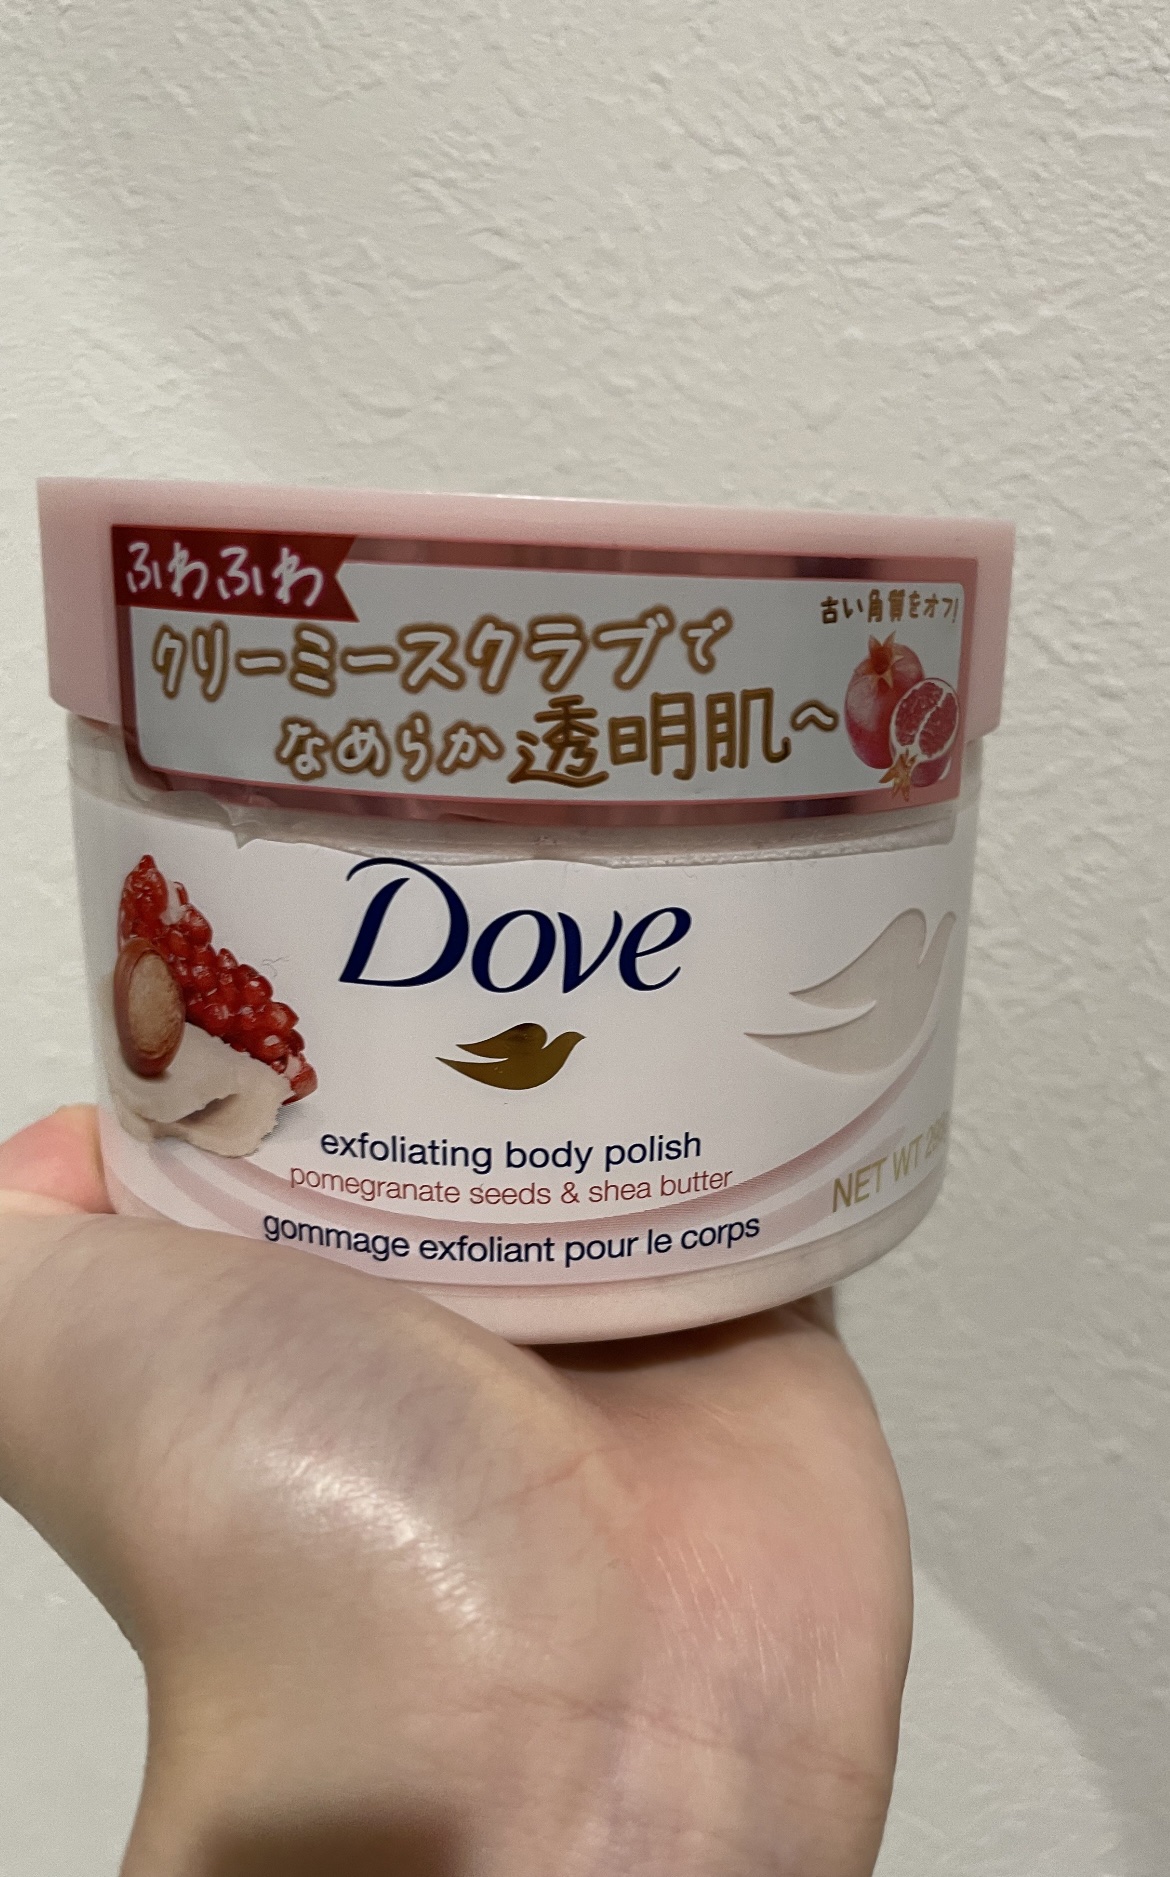 ふわふわ
古い角質をオフ!
クリーミースクラブで
なめらか透明肌へ
Dove
exfoliating body polish
pomegranate seeds & shea butter
gommage exfoliant pour le corps
NET WT